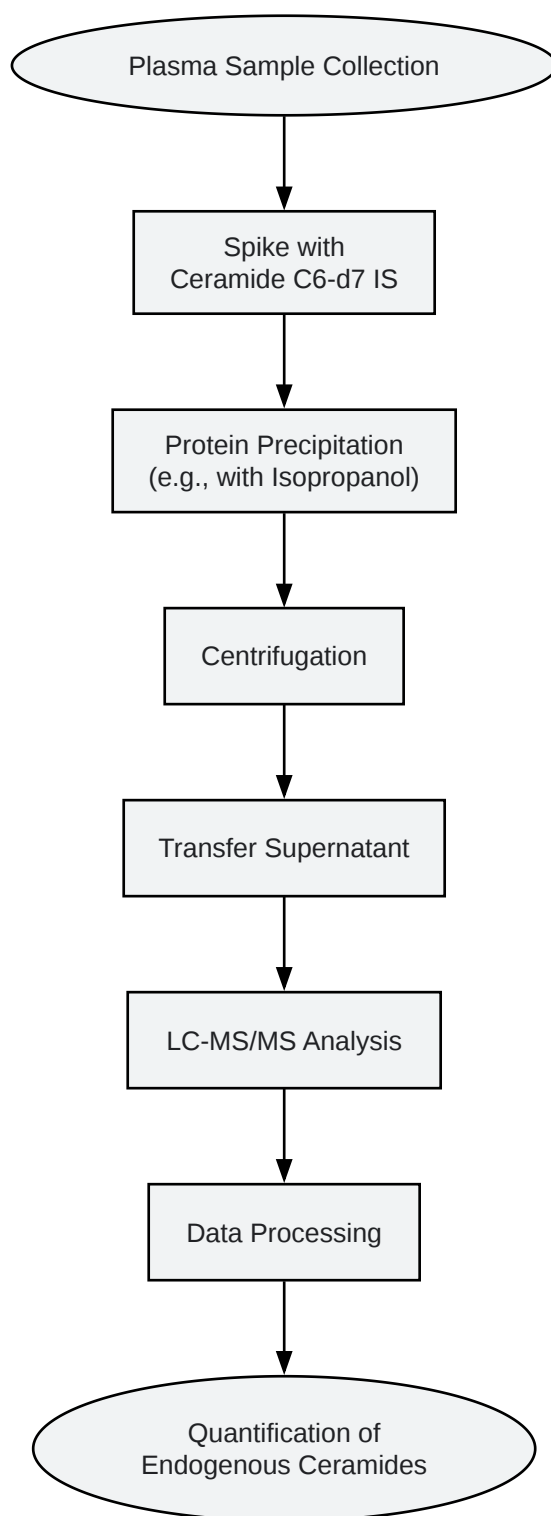 Plasma Sample Collection
Spike with
Ceramide C6-d7 IS
Protein Precipitation
(e.g., with Isopropanol)
Centrifugation
Transfer Supernatant
LC-MS/MS Analysis
Data Processing
Quantification of
Endogenous Ceramides